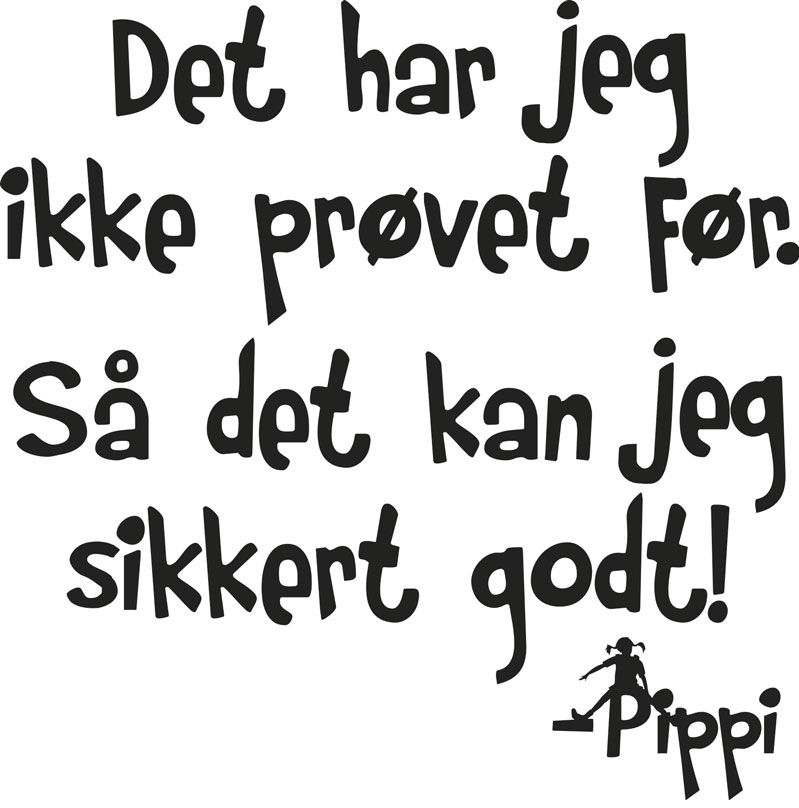 Det har jeg
ikke prøvet før.
Så det kan jeg
sikkert godt!
Pippi